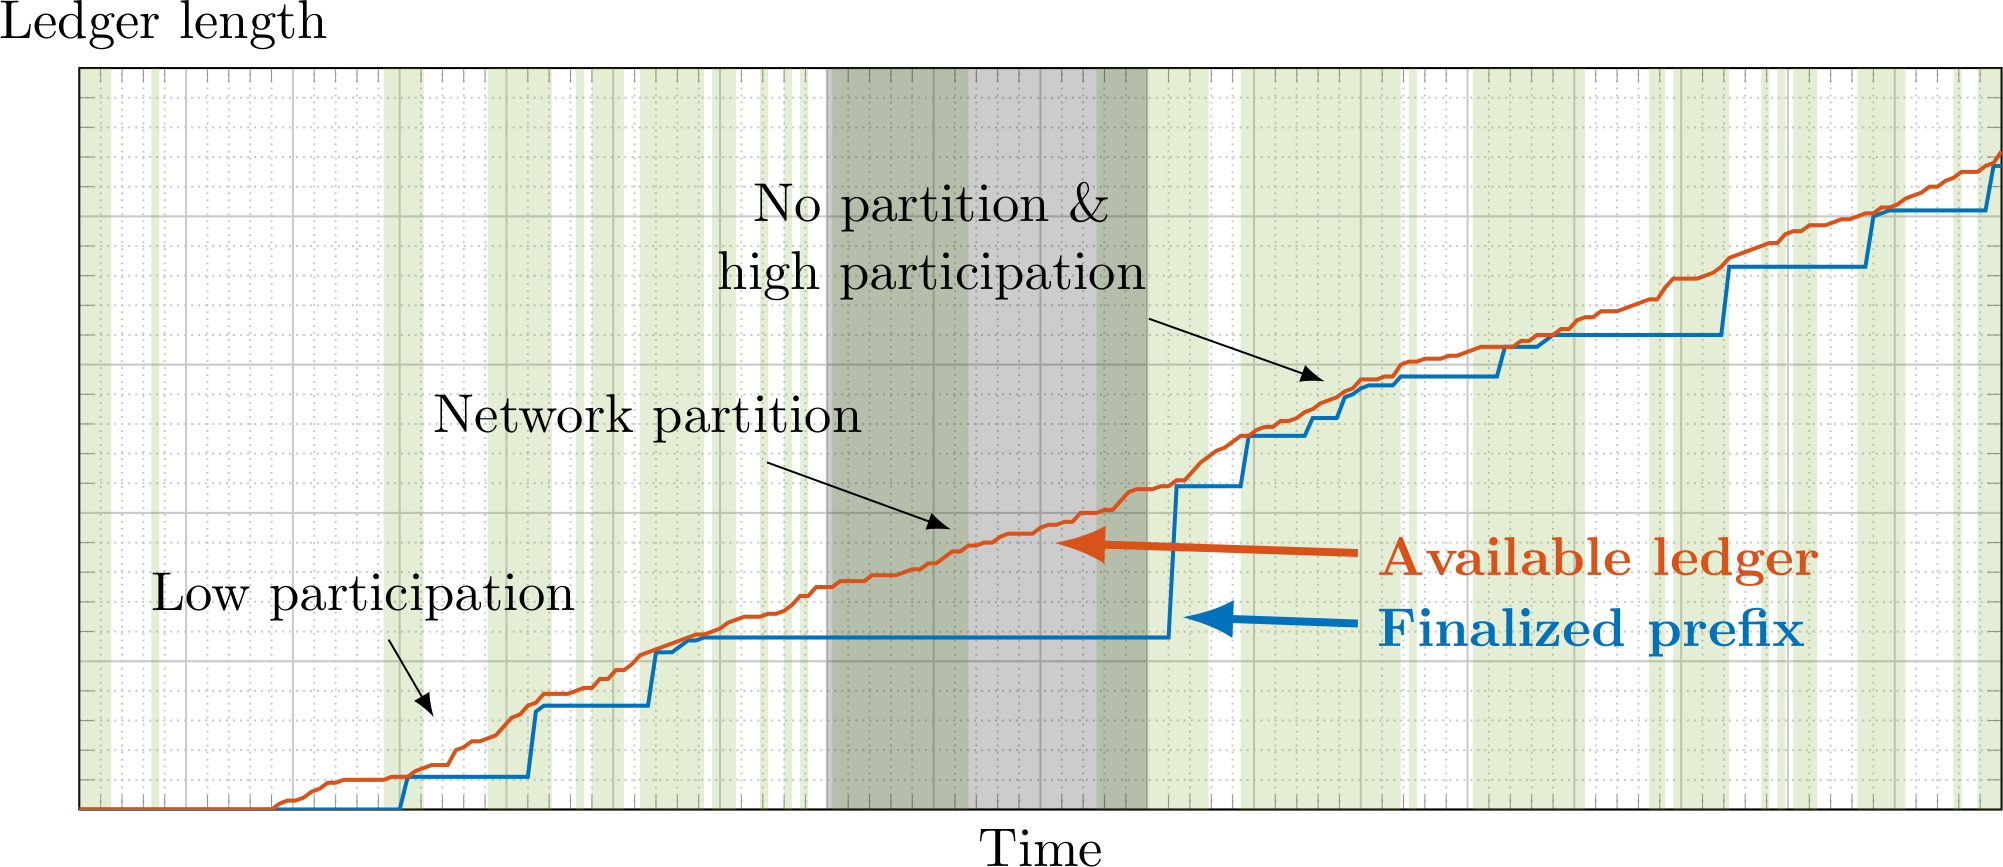 Ledger length
No partition &
high participation
Network partition
Low participation
Available ledger
Finalized prefix
Time